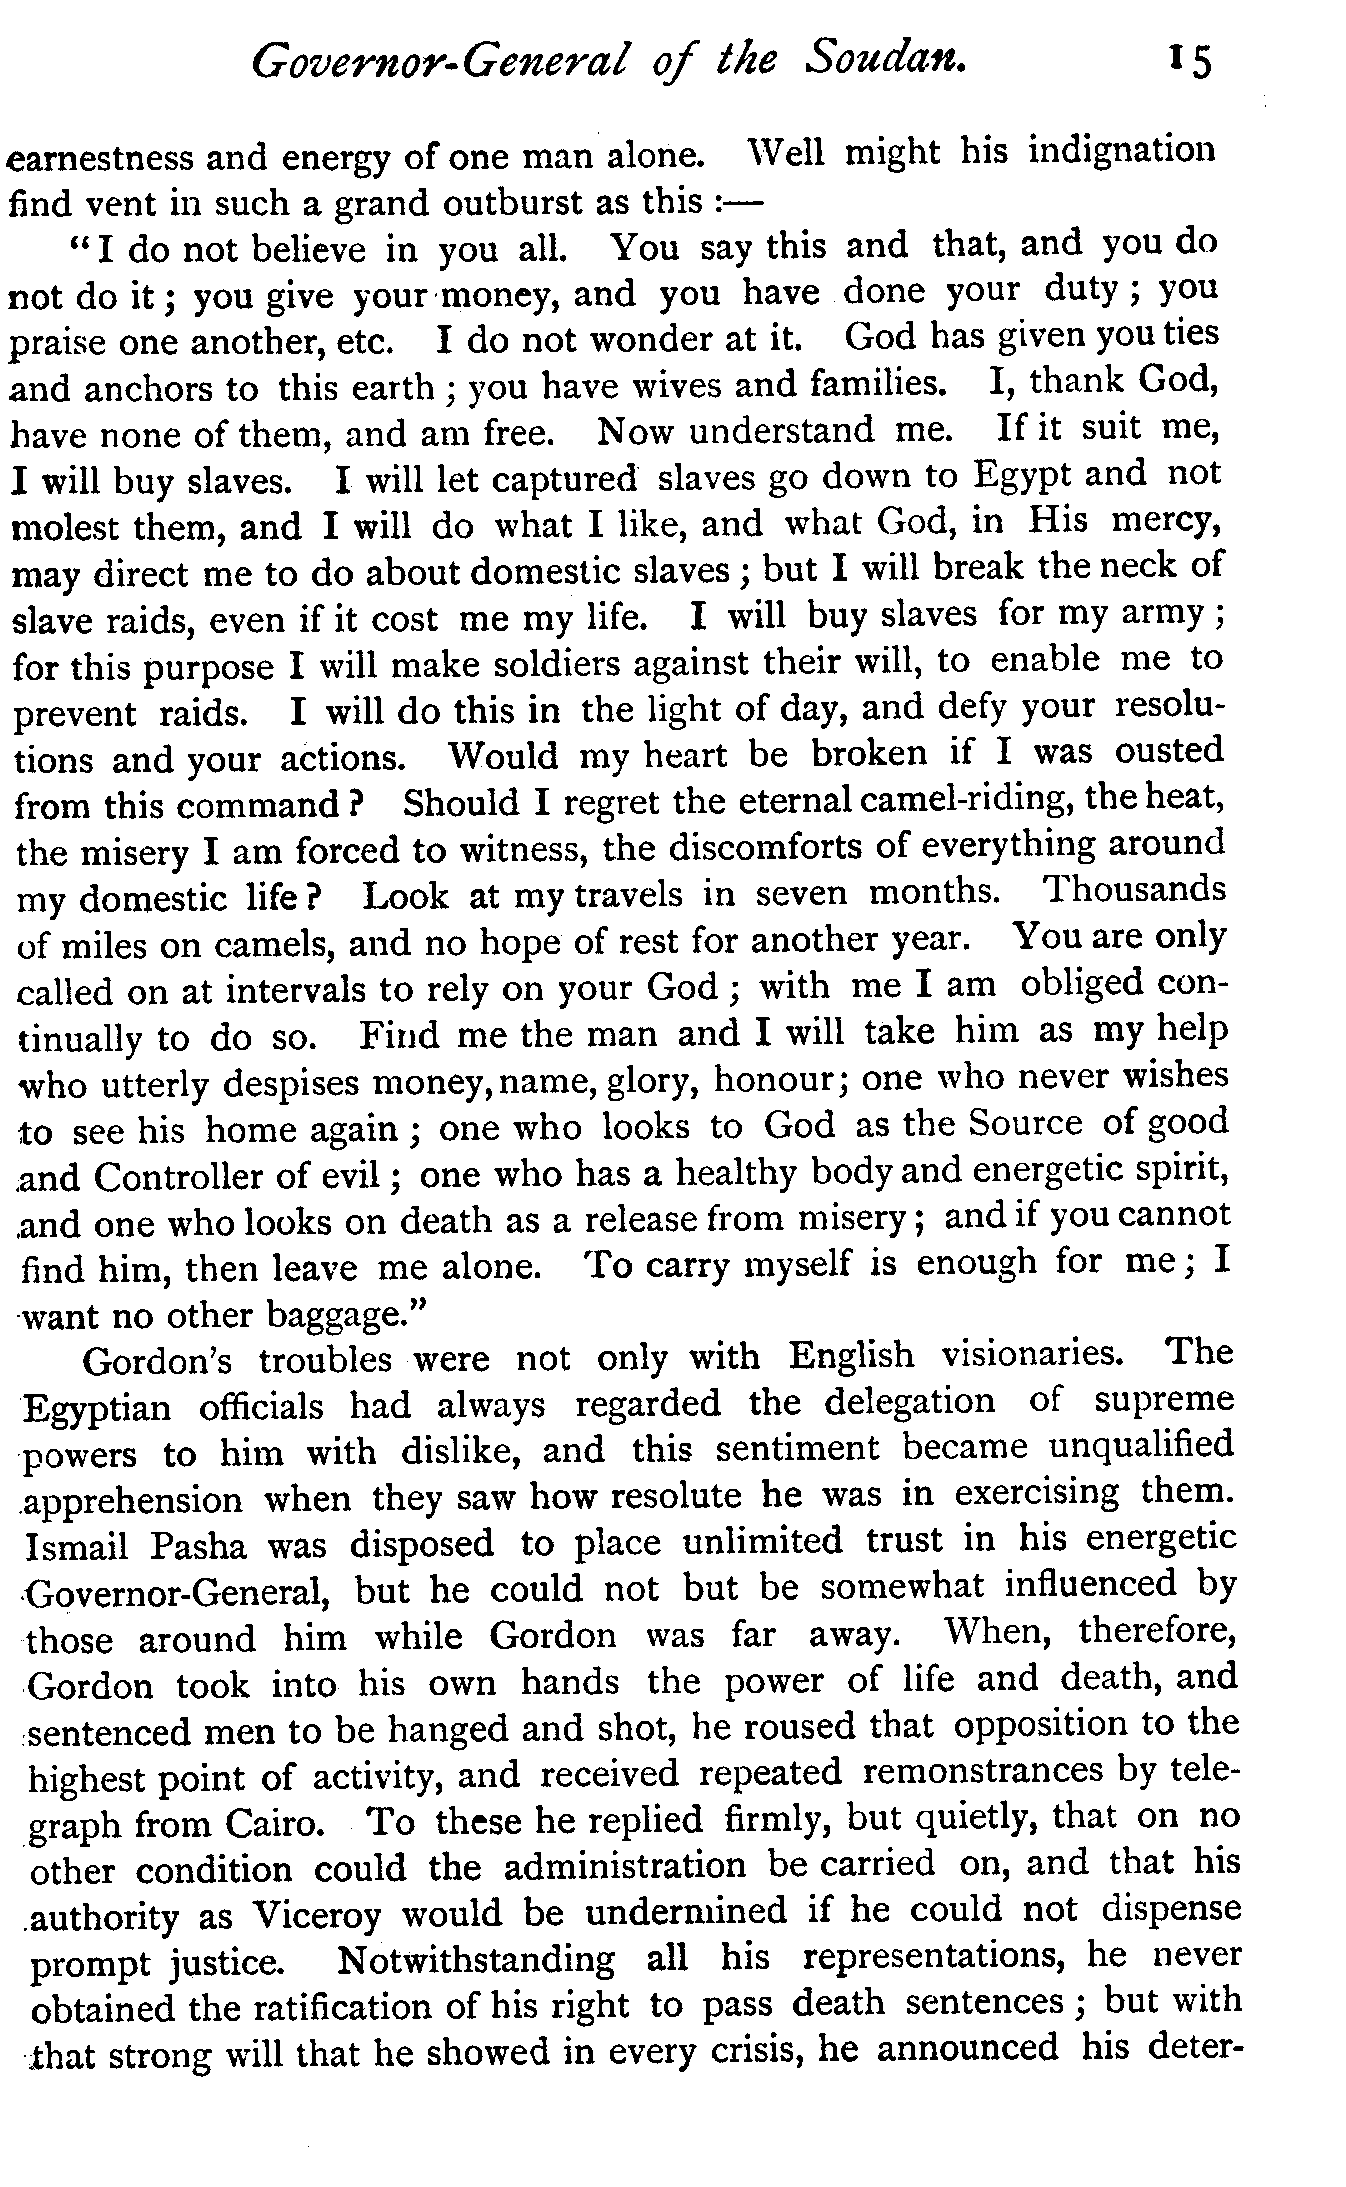 Governor-General of the Soudan. 15
earnestness and energy of one man alone. Well might his indignation
find vent in such a grand outburst as this :—
“I do not believe in you all. You say this and that, and you do
not do it ; you give your money, and you have done your duty ; you
praise one another, etc. I do not wonder at it. God has given you ties
and anchors to this earth ; you have wives and families. I, thank God,
have none of them, and am free. Now understand me. If it suit me,
I will buy slaves. I will let captured slaves go down to Egypt and not
molest them, and I will do what I like, and what God, in His mercy,
may direct me to do about domestic slaves ; but I will break the neck of
slave raids, even if it cost me my life. I will buy slaves for my army ;
for this purpose I will make soldiers against their will, to enable me to
prevent raids. I will do this in the light of day, and defy your resolu-
tions and your actions. Would my heart be broken if I was ousted
from this command ? Should I regret the eternal camel-riding, the heat,
the misery I am forced to witness, the discomforts of everything around
my domestic life ? Look at my travels in seven months. Thousands
of miles on camels, and no hope of rest for another year. You are only
called on at intervals to rely on your God ; with me I am obliged con-
tinually to do so. Find me the man and I will take him as my help
who utterly despises money, name, glory, honour; one who never wishes
to see his home again ; one who looks to God as the Source of good
and Controller of evil ; one who has a healthy body and energetic spirit,
and one who looks on death as a release from misery ; and if you cannot
find him, then leave me alone. To carry myself is enough for me ; I
want no other baggage.”
Gordon’s troubles were not only with English visionaries. The
Egyptian officials had always regarded the delegation of supreme
powers to him with dislike, and this sentiment became unqualified
apprehension when they saw how resolute he was in exercising them.
Ismail Pasha was disposed to place unlimited trust in his energetic
Governor-General, but he could not but be somewhat influenced by
those around him while Gordon was far away. When, therefore,
Gordon took into his own hands the power of life and death, and
sentenced men to be hanged and shot, he roused that opposition to the
highest point of activity, and received repeated remonstrances by tele-
graph from Cairo. To these he replied firmly, but quietly, that on no
other condition could the administration be carried on, and that his
authority as Viceroy would be undermined if he could not dispense
prompt justice. Notwithstanding all his representations, he never
obtained the ratification of his right to pass death sentences ; but with
that strong will that he showed in every crisis, he announced his deter-